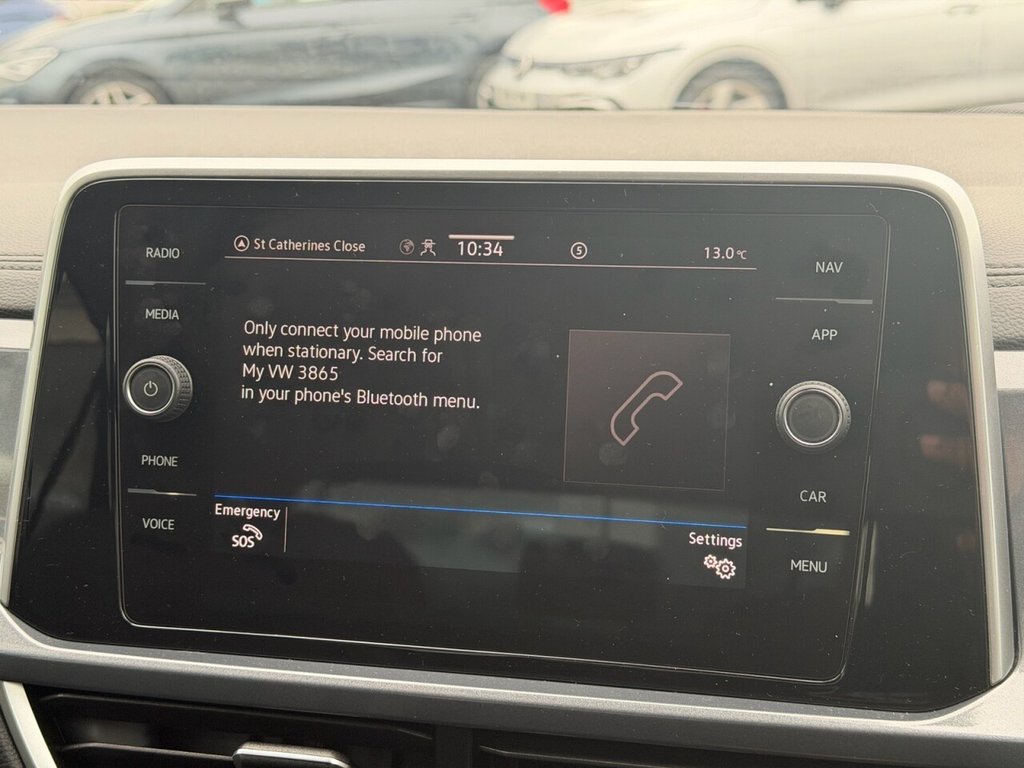 RADIO
MEDIA
PHONE
VOICE
St Catherines Close
10:34
5
13.0°C
Only connect your mobile phone
when stationary. Search for
My VW 3865
in your phone's Bluetooth menu.
Emergency
SOS
Settings
NAV
APP
CAR
MENU